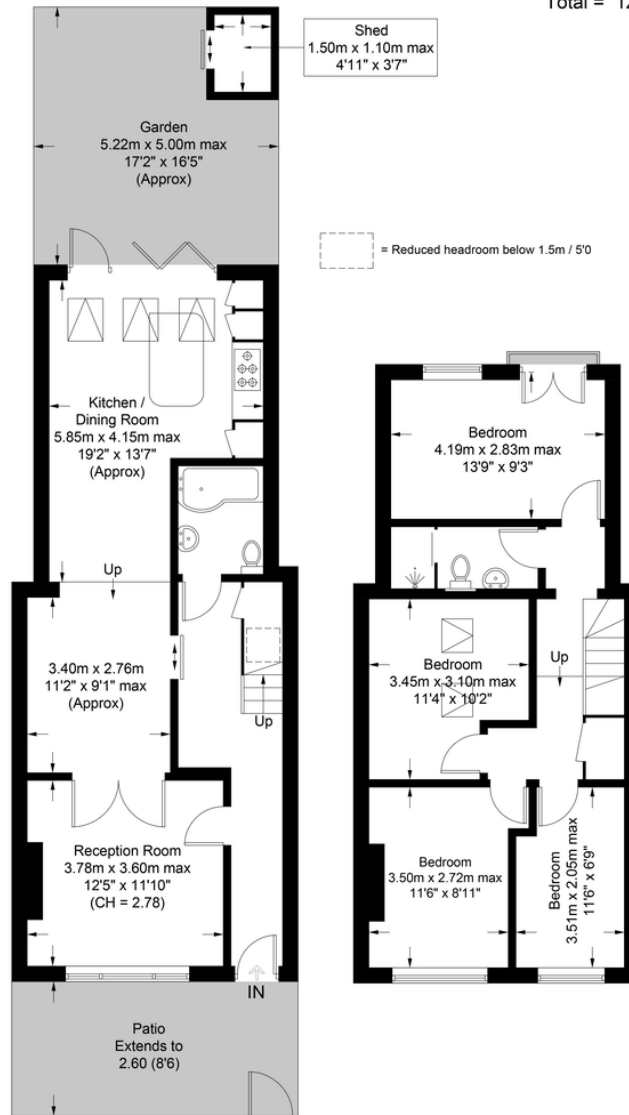 Total = 12
Shed
1.50m x 1.10m max
4'11" x 3'7"
Garden
5.22m x 5.00m max
17'2" x 16'5"
(Approx)
= Reduced headroom below 1.5m / 5'0
Kitchen /
Dining Room
5.85m x 4.15m max
19'2" x 13'7"
(Approx)
Up
3.40m x 2.76m
11'2" x 9'1" max
(Approx)
Up
Reception Room
3.78m x 3.60m max
12'5" x 11'10"
(CH = 2.78)
IN
Patio
Extends to
2.60 (8'6)
Bedroom
4.19m x 2.83m max
13'9" x 9'3"
Bedroom
3.45m x 3.10m max
11'4" x 10'2"
Up
Bedroom
3.50m x 2.72m max
11'6" x 8'11"
Bedroom
3.51m x 2.05m max
11'6" x 6'9"